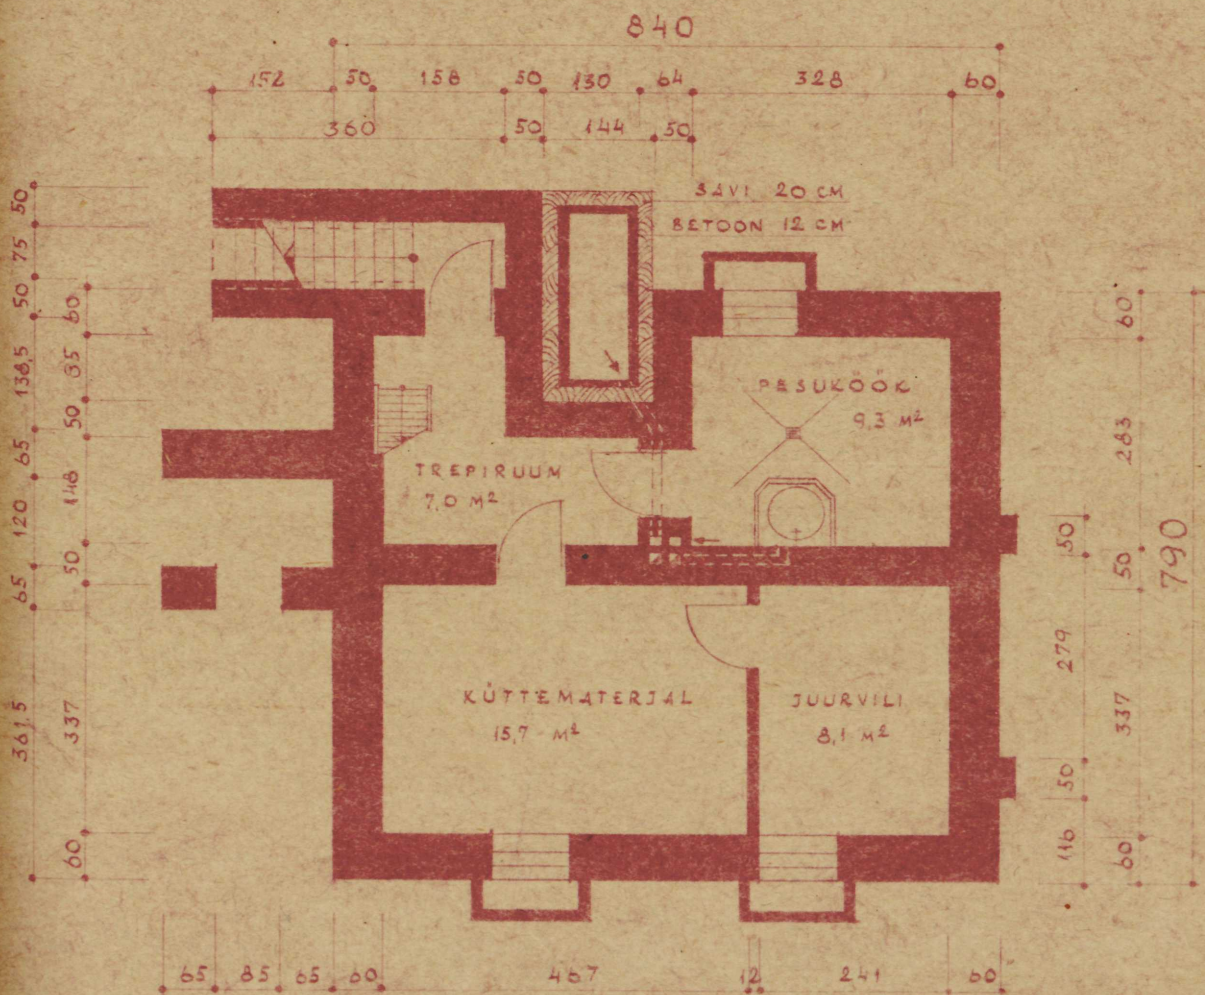 840
152 50 158 50 130 64 328 60
360 50 144 50
SAVI 20 CM
BETOON 12 CM
PESUKÖÖK
9,3 M²
TREPIRUUM
7,0 M²
KÜTTEMATERJAL
15,7 M²
JUURVILI
8,1 M²
50 75 50 138,5 65 120 65 361,5
60 85 50 148 50 337 60
50 279 50 116
60 283 50 337 60
790
65 85 65 60 467 12 241 60